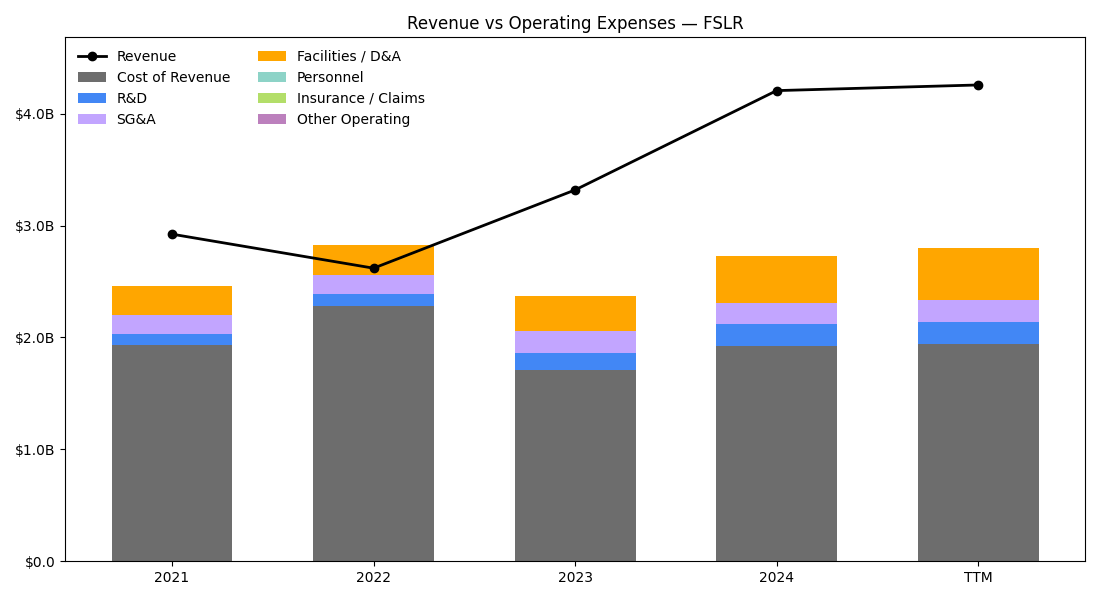 Revenue vs Operating Expenses — FSLR
Revenue
Cost of Revenue
R&D
SG&A
Facilities / D&A
Personnel
Insurance / Claims
Other Operating
$4.0B
$3.0B
$2.0B
$1.0B
$0.0
2021
2022
2023
2024
TTM